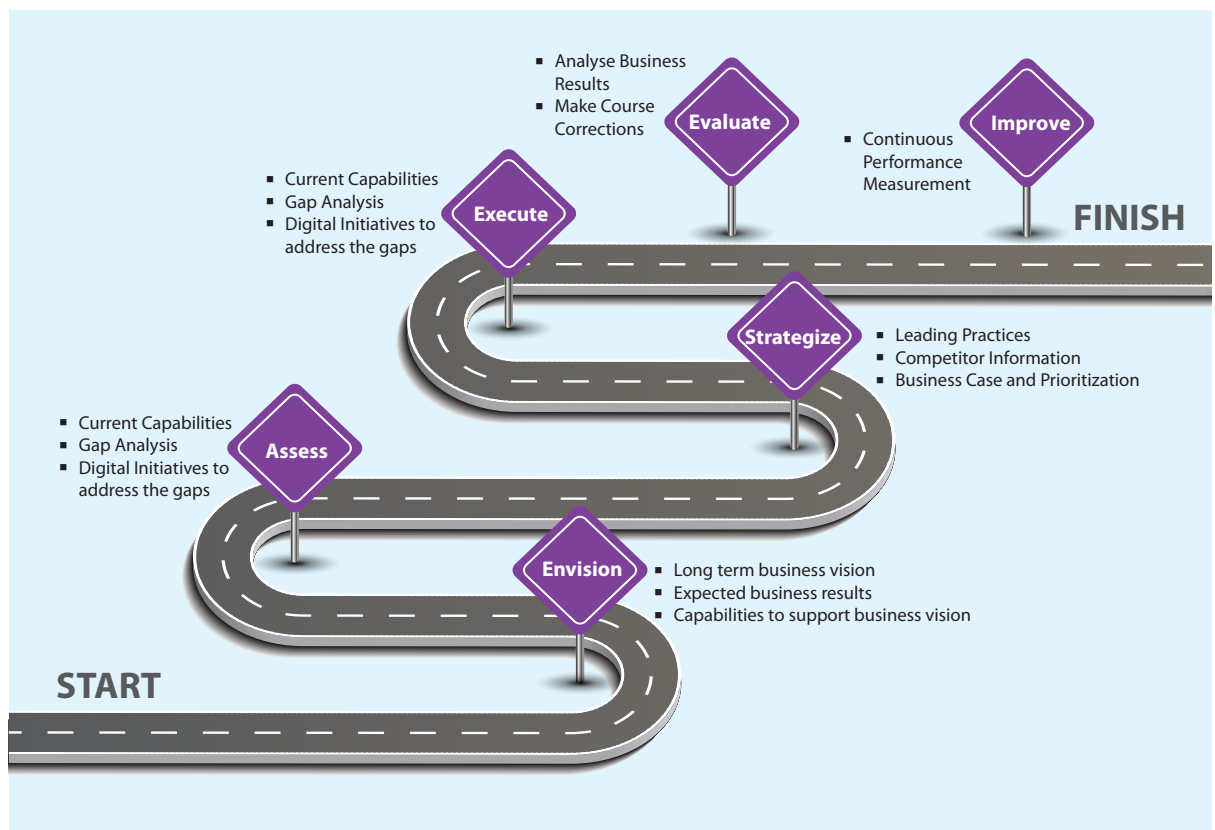 ▪ Analyse Business
Results
▪ Make Course
Corrections
Evaluate
Improve
▪ Continuous
Performance
Measurement
FINISH
▪ Current Capabilities
▪ Gap Analysis
▪ Digital Initiatives to
address the gaps
Execute
Strategize
▪ Leading Practices
▪ Competitor Information
▪ Business Case and Prioritization
▪ Current Capabilities
▪ Gap Analysis
▪ Digital Initiatives to
address the gaps
Assess
Envision
▪ Long term business vision
▪ Expected business results
▪ Capabilities to support business vision
START